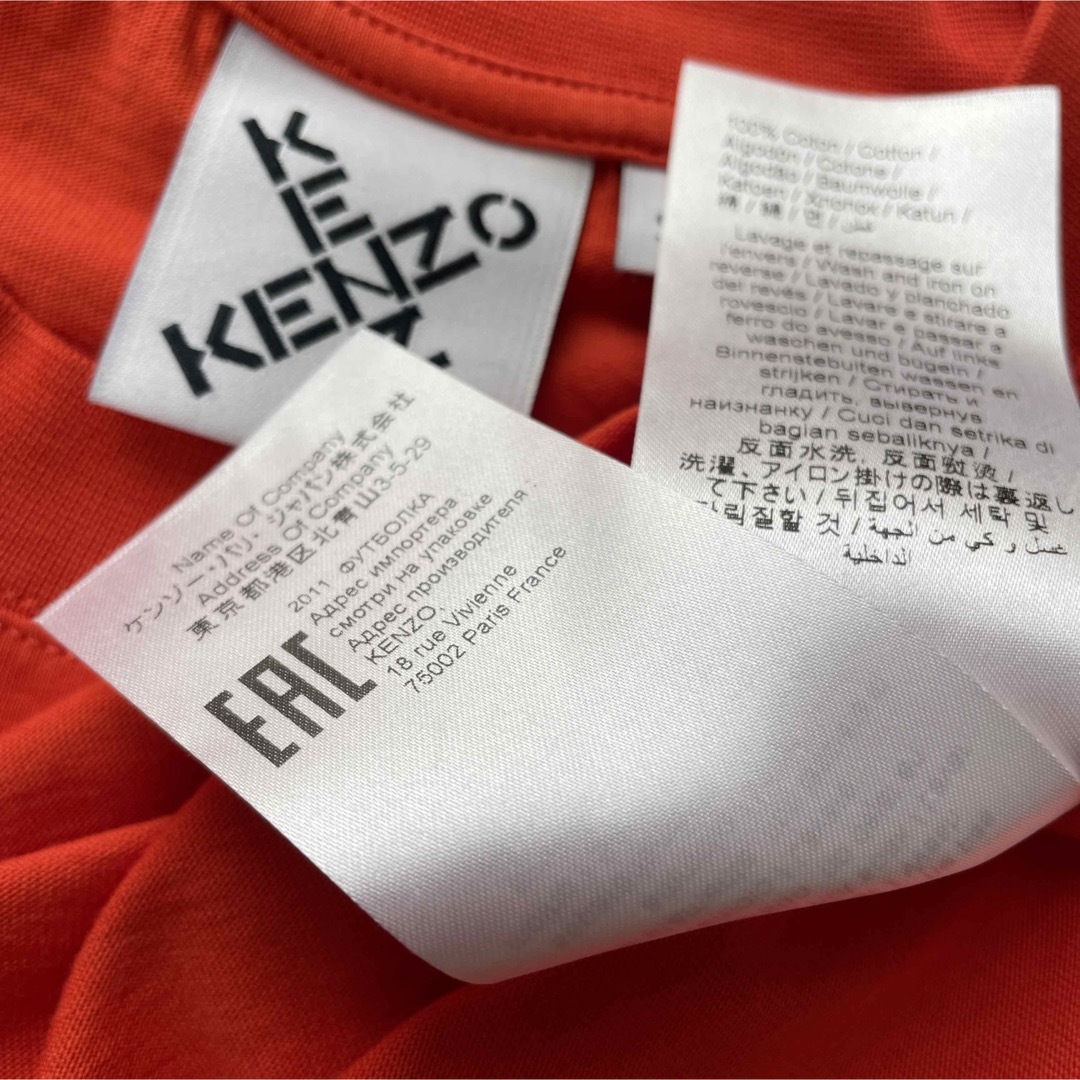 KE
KENZO
KENZO
100% Coton / Cotton /
Algodón / Cotone /
Algodão / Baumwolle /
Katoen / Хлопок / Katun /
棉 / 綿 / 면 / قطن
Lavage et repassage sur
l'envers / Wash and iron on
reverse / Lavado y planchado
del revés / Lavare e stirare a
rovescio / Lavar e passar a
ferro do avesso / Auf links
waschen und bügeln /
Binnenstebuiten wassen en
strijken / Стирать и
гладить, вывернув
наизнанку / Cuci dan setrika di
bagian sebaliknya /
反面水洗, 反面熨烫 /
洗濯、アイロン掛けの際は裏返し
て下さい / 뒤집어서 세탁 및
다림질할 것 / غسل و كي من الجهة
الداخلية
Name Of Company
ケンゾー・パリ・ジャパン株式会社
Address Of Company
東京都港区北青山3-5-29
2011 ФУТБОЛКА
Адрес импортера
смотри на упаковке
Адрес производителя:
KENZO,
18 rue Vivienne
75002 Paris France
EAC